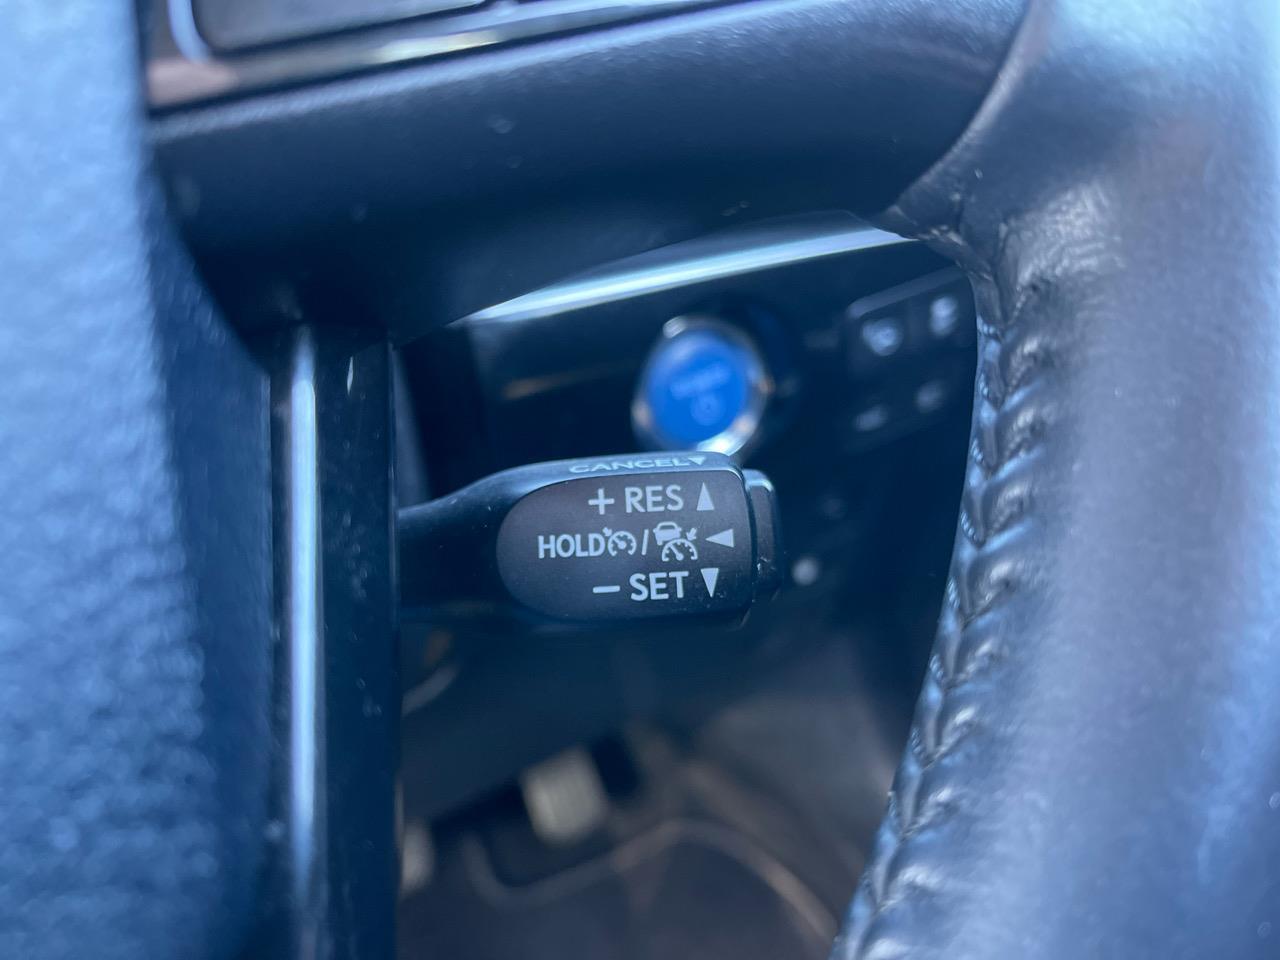 CANCEL▼
+ RES ▲
HOLD / ◀
− SET ▼